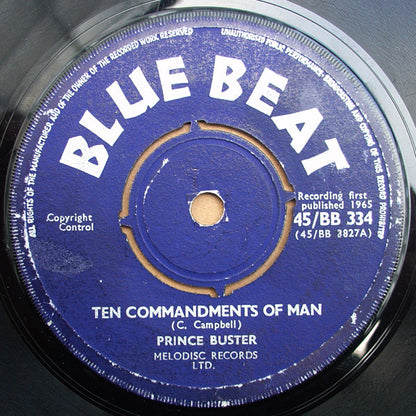 ALL RIGHTS OF THE MANUFACTURER AND OF THE OWNER OF THE RECORDED WORK RESERVED
UNAUTHORISED PUBLIC PERFORMANCE BROADCASTING AND COPYING OF THIS RECORD PROHIBITED
BLUE BEAT
Copyright
Control
Recording first
published 1965
45/BB 334
(45/BB 3827A)
TEN COMMANDMENTS OF MAN
(C. Campbell)
PRINCE BUSTER
MELODISC RECORDS
LTD.